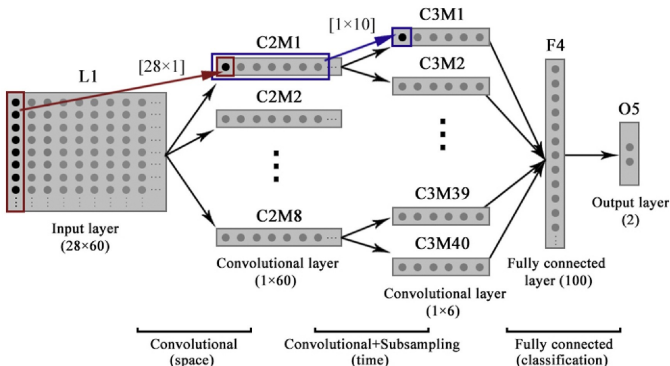 L1
[28×1]
C2M1
[1×10]
C3M1
C3M2
C2M2
F4
O5
C2M8
C3M39
C3M40
Input layer
(28×60)
Convolutional layer
(1×60)
Convolutional layer
(1×6)
Fully connected
layer (100)
Output layer
(2)
Convolutional
(space)
Convolutional+Subsampling
(time)
Fully connected
(classification)